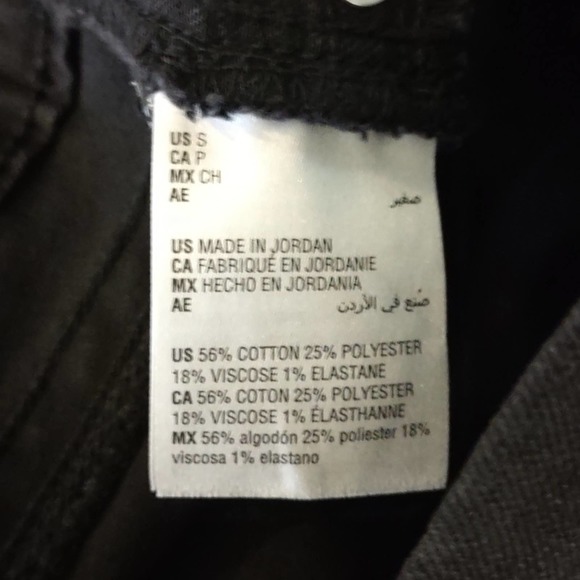 US S
CA P
MX CH
AE صغير
US MADE IN JORDAN
CA FABRIQUÉ EN JORDANIE
MX HECHO EN JORDANIA
AE صُنع في الأردن
US 56% COTTON 25% POLYESTER
18% VISCOSE 1% ELASTANE
CA 56% COTON 25% POLYESTER
18% VISCOSE 1% ÉLASTHANNE
MX 56% algodón 25% poliester 18%
viscosa 1% elastano